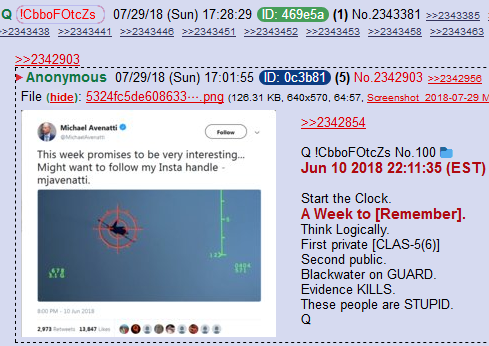 Q !CbboFOtcZs 07/29/18 (Sun) 17:28:29 ID: 469e5a (1) No.2343381 >>2343385
>>2343438 >>2343441 >>2343446 >>2343451 >>2343452 >>2343453 >>2343458 >>2343463
>>2342903
Anonymous 07/29/18 (Sun) 17:01:55 ID: 0c3b81 (5) No.2342903 >>2342956
File (hide): 5324fc5de608633⋯.png (126.31 KB, 640x570, 64:57, Screenshot_2018-07-29 M
Michael Avenatti
@MichaelAvenatti
Follow
This week promises to be very interesting...
Might want to follow my Insta handle -
mjavenatti.
8:00 PM - 10 Jun 2018
2,973 Retweets 13,847 Likes
>>2342854
Q !CbboFOtcZs No.100
Jun 10 2018 22:11:35 (EST)
Start the Clock.
A Week to [Remember].
Think Logically.
First private [CLAS-5(6)]
Second public.
Blackwater on GUARD.
Evidence KILLS.
These people are STUPID.
Q